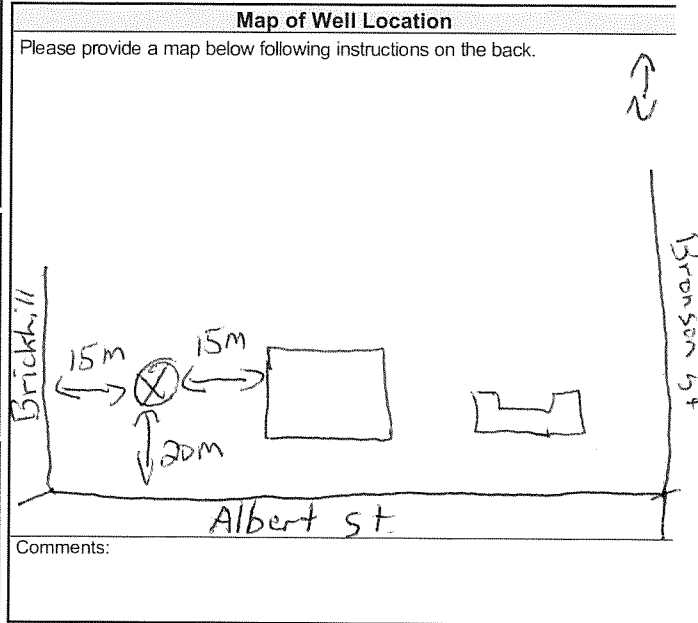 Map of Well Location
Please provide a map below following instructions on the back.
N
Bronson St
Brickhill
15m
15m
20m
Albert St
Comments: